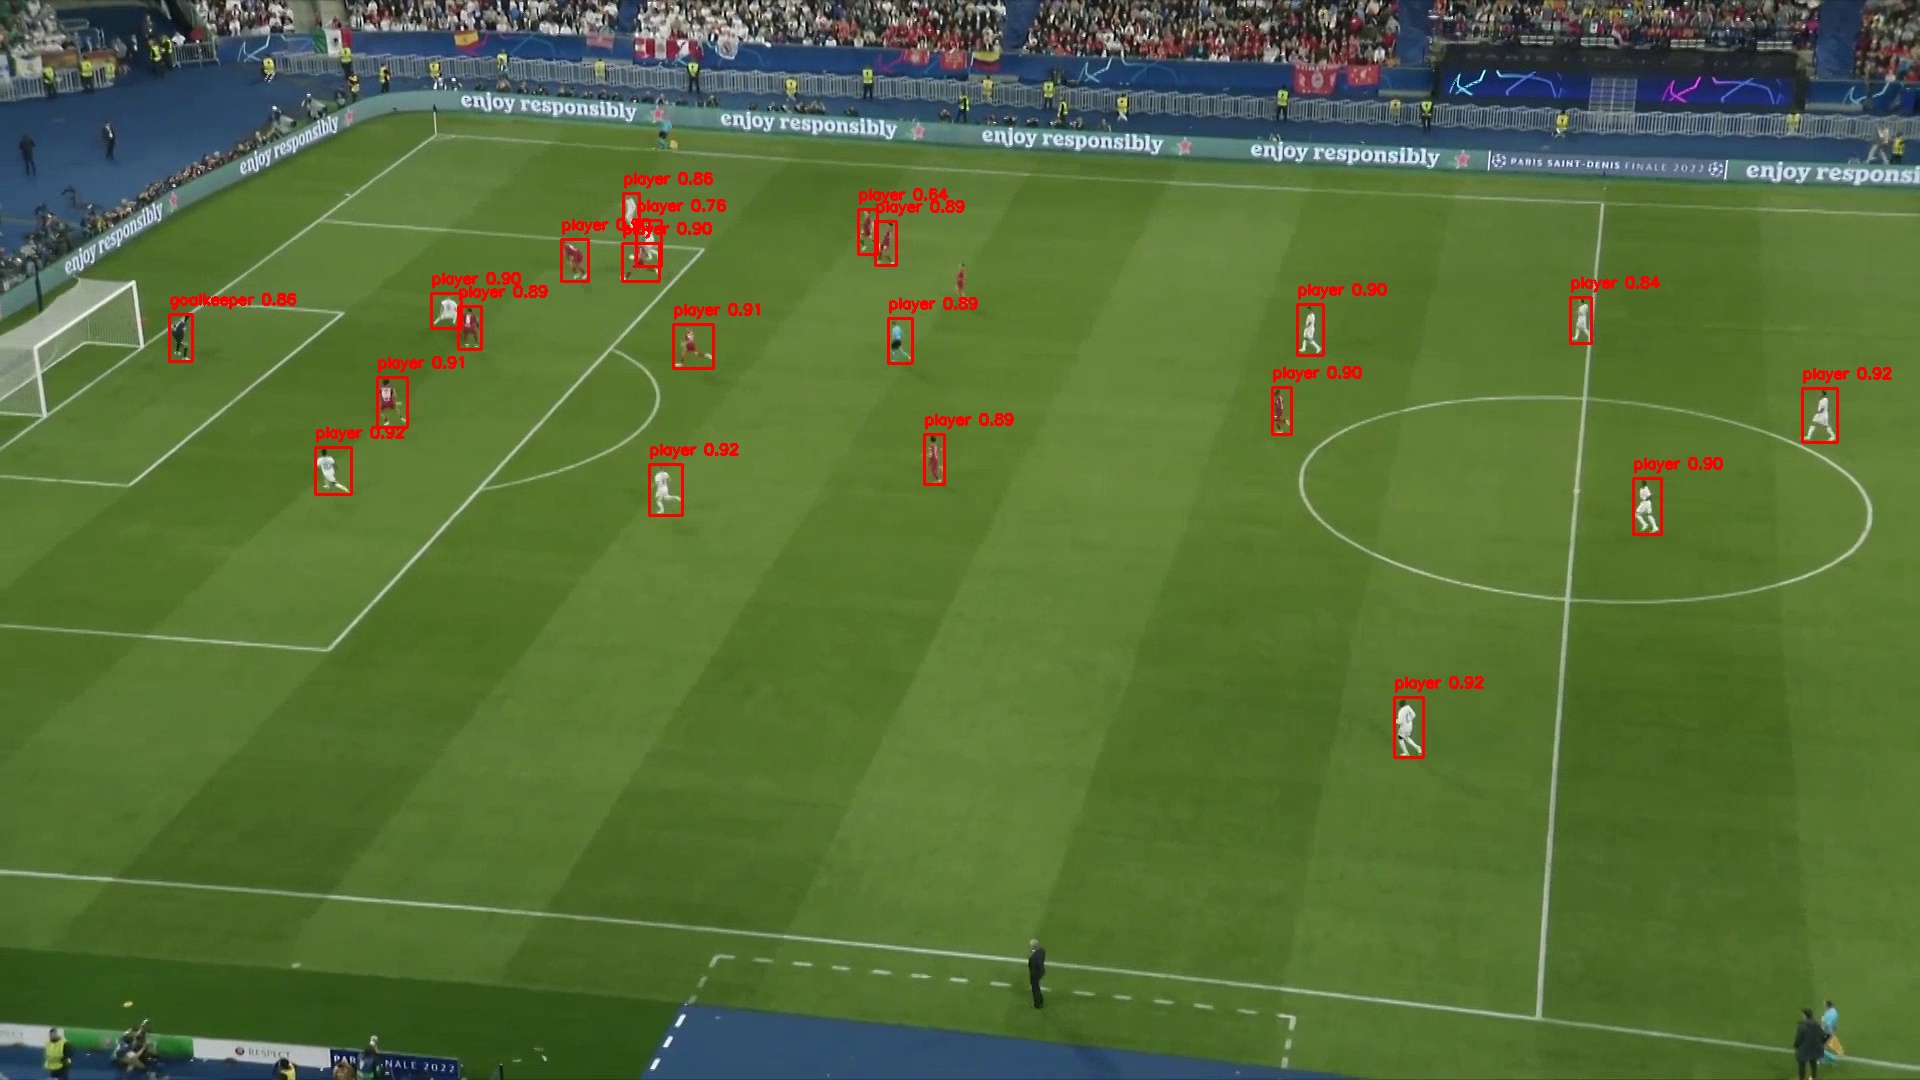 enjoy responsibly
enjoy responsibly
enjoy responsibly
enjoy responsibly
PARIS SAINT-DENIS FINALE 2022
enjoy responsi
enjoy responsibly
enjoy responsibly
player 0.86
player 0.76
player 0.64
player 0.89
player
player 0.90
player 0.90
player 0.89
goalkeeper 0.86
player 0.91
player 0.89
player 0.90
player 0.84
player 0.91
player 0.90
player 0.92
player 0.92
player 0.92
player 0.89
player 0.90
player 0.92
RESPECT
PAR NALE 2022